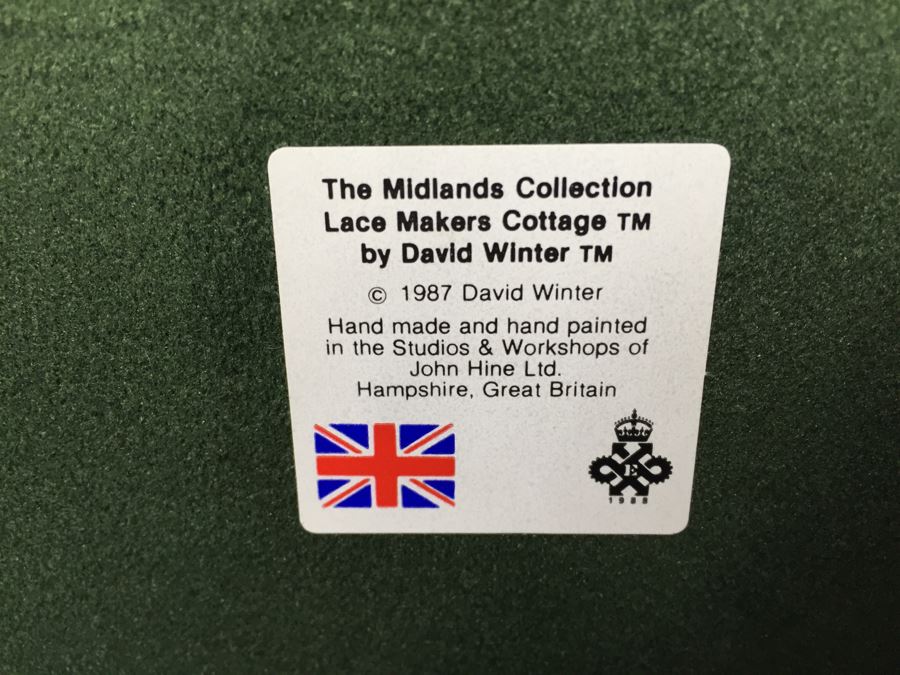 The Midlands Collection
Lace Makers Cottage TM
by David Winter TM
© 1987 David Winter
Hand made and hand painted
in the Studios & Workshops of
John Hine Ltd.
Hampshire, Great Britain
E
1988